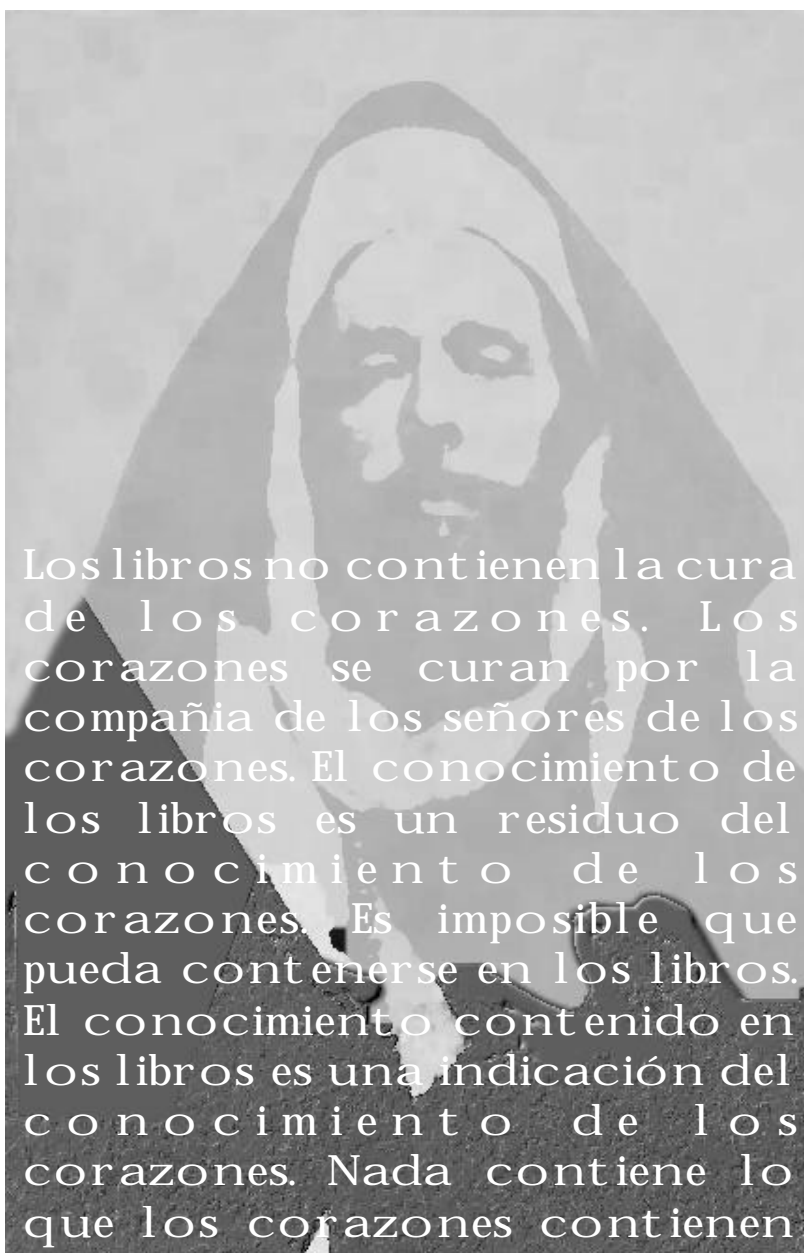 Los libros no contienen la cura
de los corazones. Los
corazones se curan por la
compañia de los señores de los
corazones. El conocimiento de
los libros es un residuo del
conocimiento de los
corazones. Es imposible que
pueda contenerse en los libros.
El conocimiento contenido en
los libros es una indicación del
conocimiento de los
corazones. Nada contiene lo
que los corazones contienen